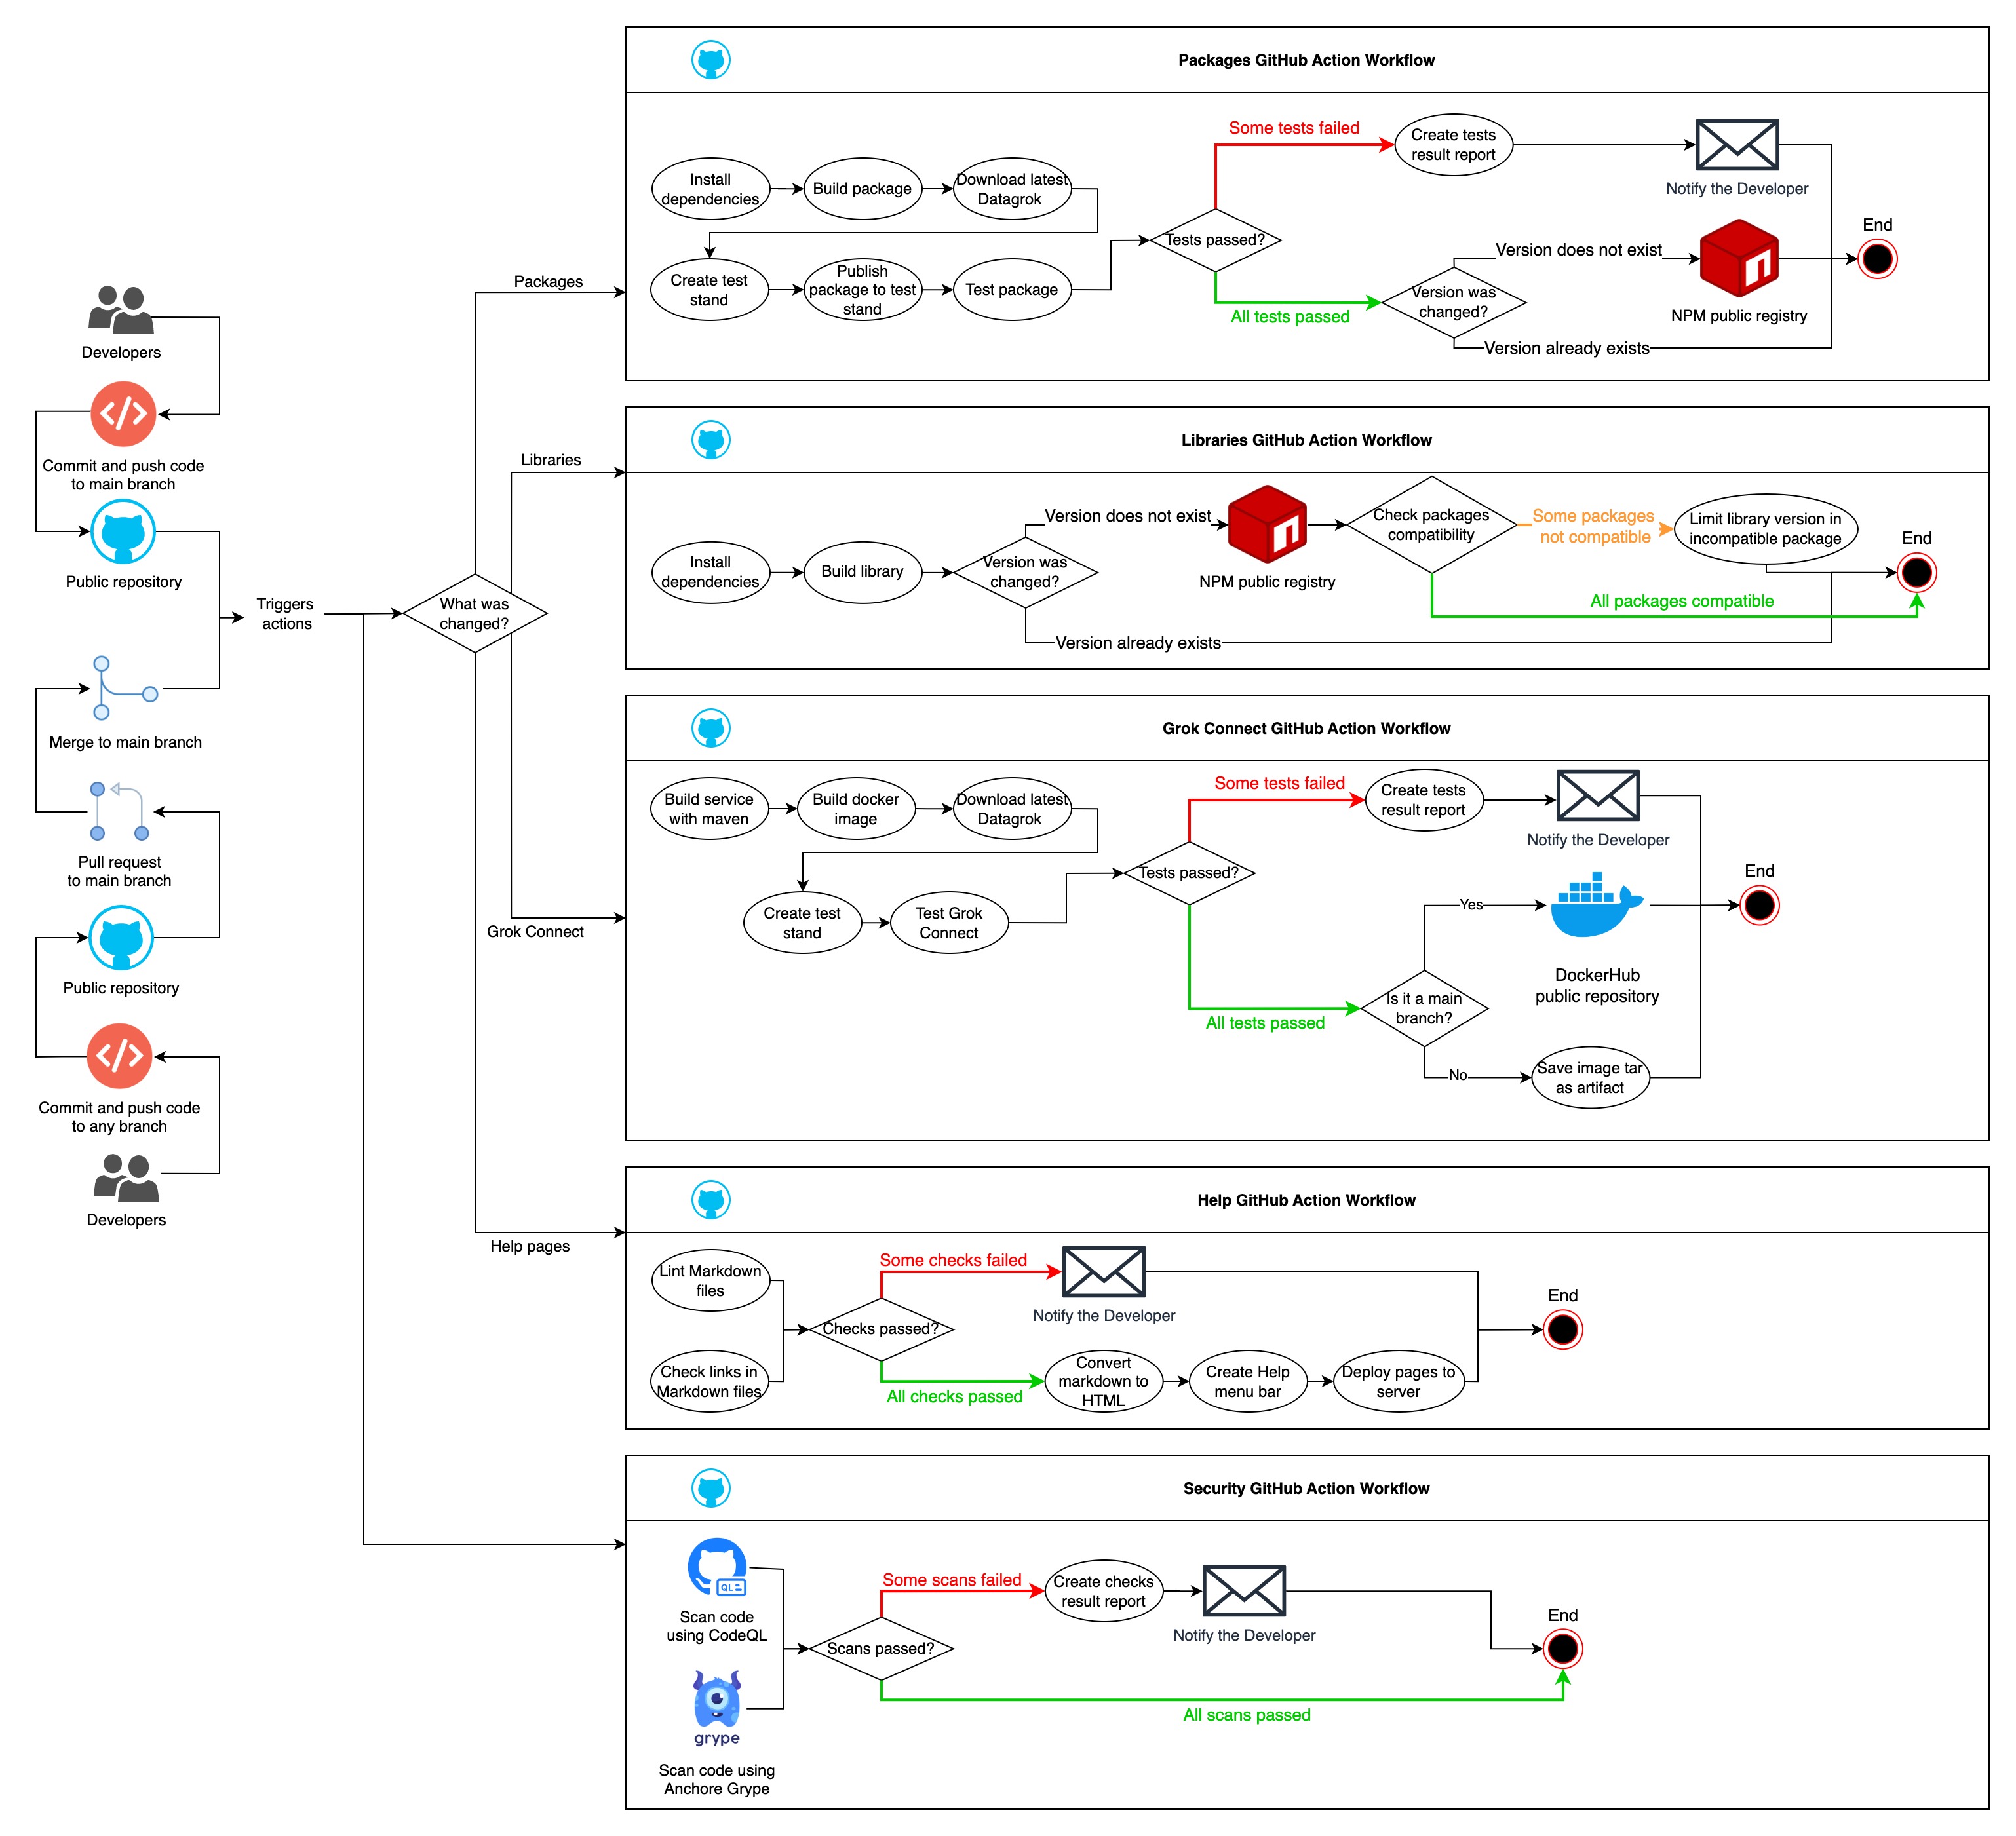 Developers
Commit and push code
to main branch
Public repository
Triggers
actions
Merge to main branch
Pull request
to main branch
Public repository
Commit and push code
to any branch
Developers
What was
changed?
Packages
Libraries
Grok Connect
Help pages
Packages GitHub Action Workflow
Install
dependencies
Build package
Download latest
Datagrok
Create test
stand
Publish
package to test
stand
Test package
Tests passed?
Some tests failed
Create tests
result report
Notify the Developer
All tests passed
Version was
changed?
Version does not exist
NPM public registry
Version already exists
End
Libraries GitHub Action Workflow
Install
dependencies
Build library
Version was
changed?
Version does not exist
NPM public registry
Check packages
compatibility
Some packages
not compatible
Limit library version in
incompatible package
All packages compatible
Version already exists
End
Grok Connect GitHub Action Workflow
Build service
with maven
Build docker
image
Download latest
Datagrok
Create test
stand
Test Grok
Connect
Tests passed?
Some tests failed
Create tests
result report
Notify the Developer
All tests passed
Is it a main
branch?
Yes
DockerHub
public repository
No
Save image tar
as artifact
End
Help GitHub Action Workflow
Lint Markdown
files
Check links in
Markdown files
Checks passed?
Some checks failed
Notify the Developer
All checks passed
Convert
markdown to
HTML
Create Help
menu bar
Deploy pages to
server
End
Security GitHub Action Workflow
QL
Scan code
using CodeQL
grype
Scan code using
Anchore Grype
Scans passed?
Some scans failed
Create checks
result report
Notify the Developer
All scans passed
End